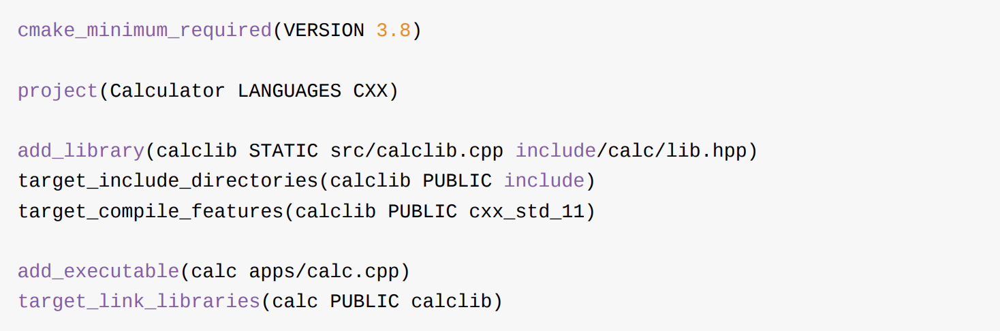 cmake_minimum_required(VERSION 3.8)
project(Calculator LANGUAGES CXX)
add_library(calclib STATIC src/calclib.cpp include/calc/lib.hpp)
target_include_directories(calclib PUBLIC include)
target_compile_features(calclib PUBLIC cxx_std_11)
add_executable(calc apps/calc.cpp)
target_link_libraries(calc PUBLIC calclib)